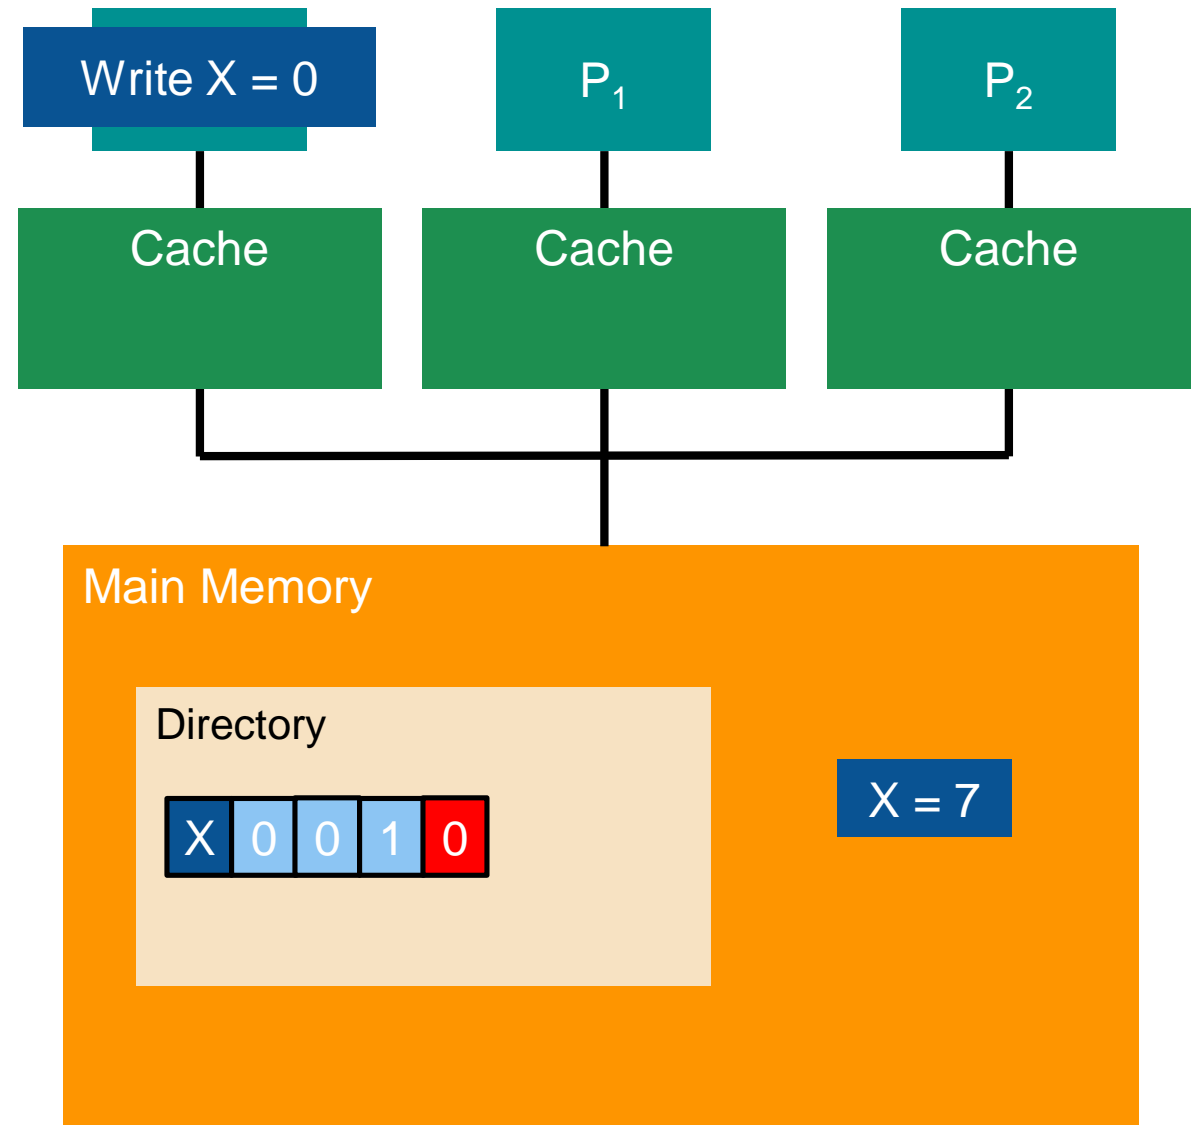 Write X = 0
P1
P2
Cache
Cache
Cache
Main Memory
Directory
X 0 0 1 0
X = 7